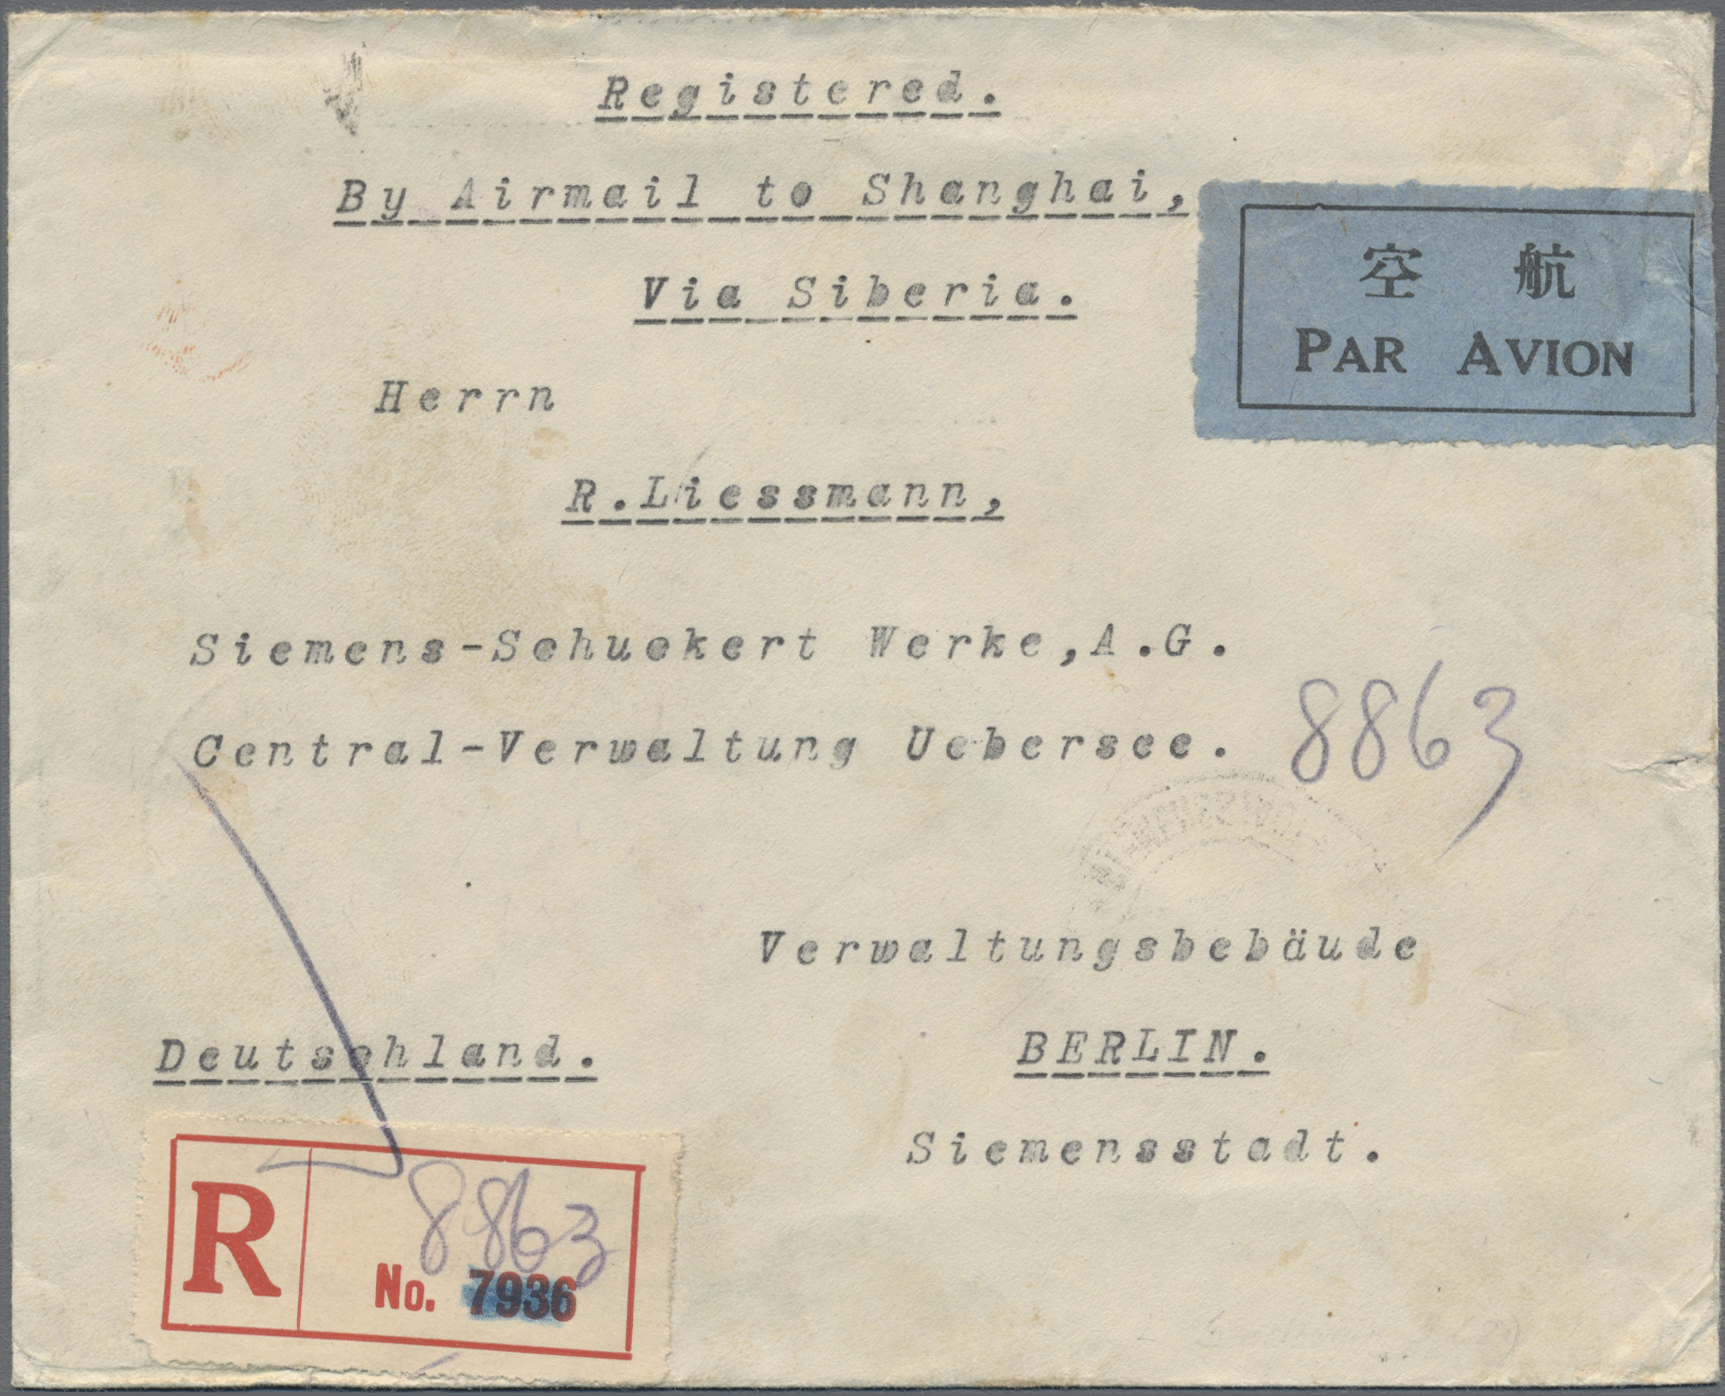 Registered.
By Airmail to Shanghai,
Via Siberia.
空 航
PAR AVION
Herrn
R.Liessmann,
Siemens-Schuckert Werke,A.G.
Central-Verwaltung Uebersee.
8863
Verwaltungsbebäude
Deutschland.
BERLIN.
Siemensstadt.
R
8863
No. 7936